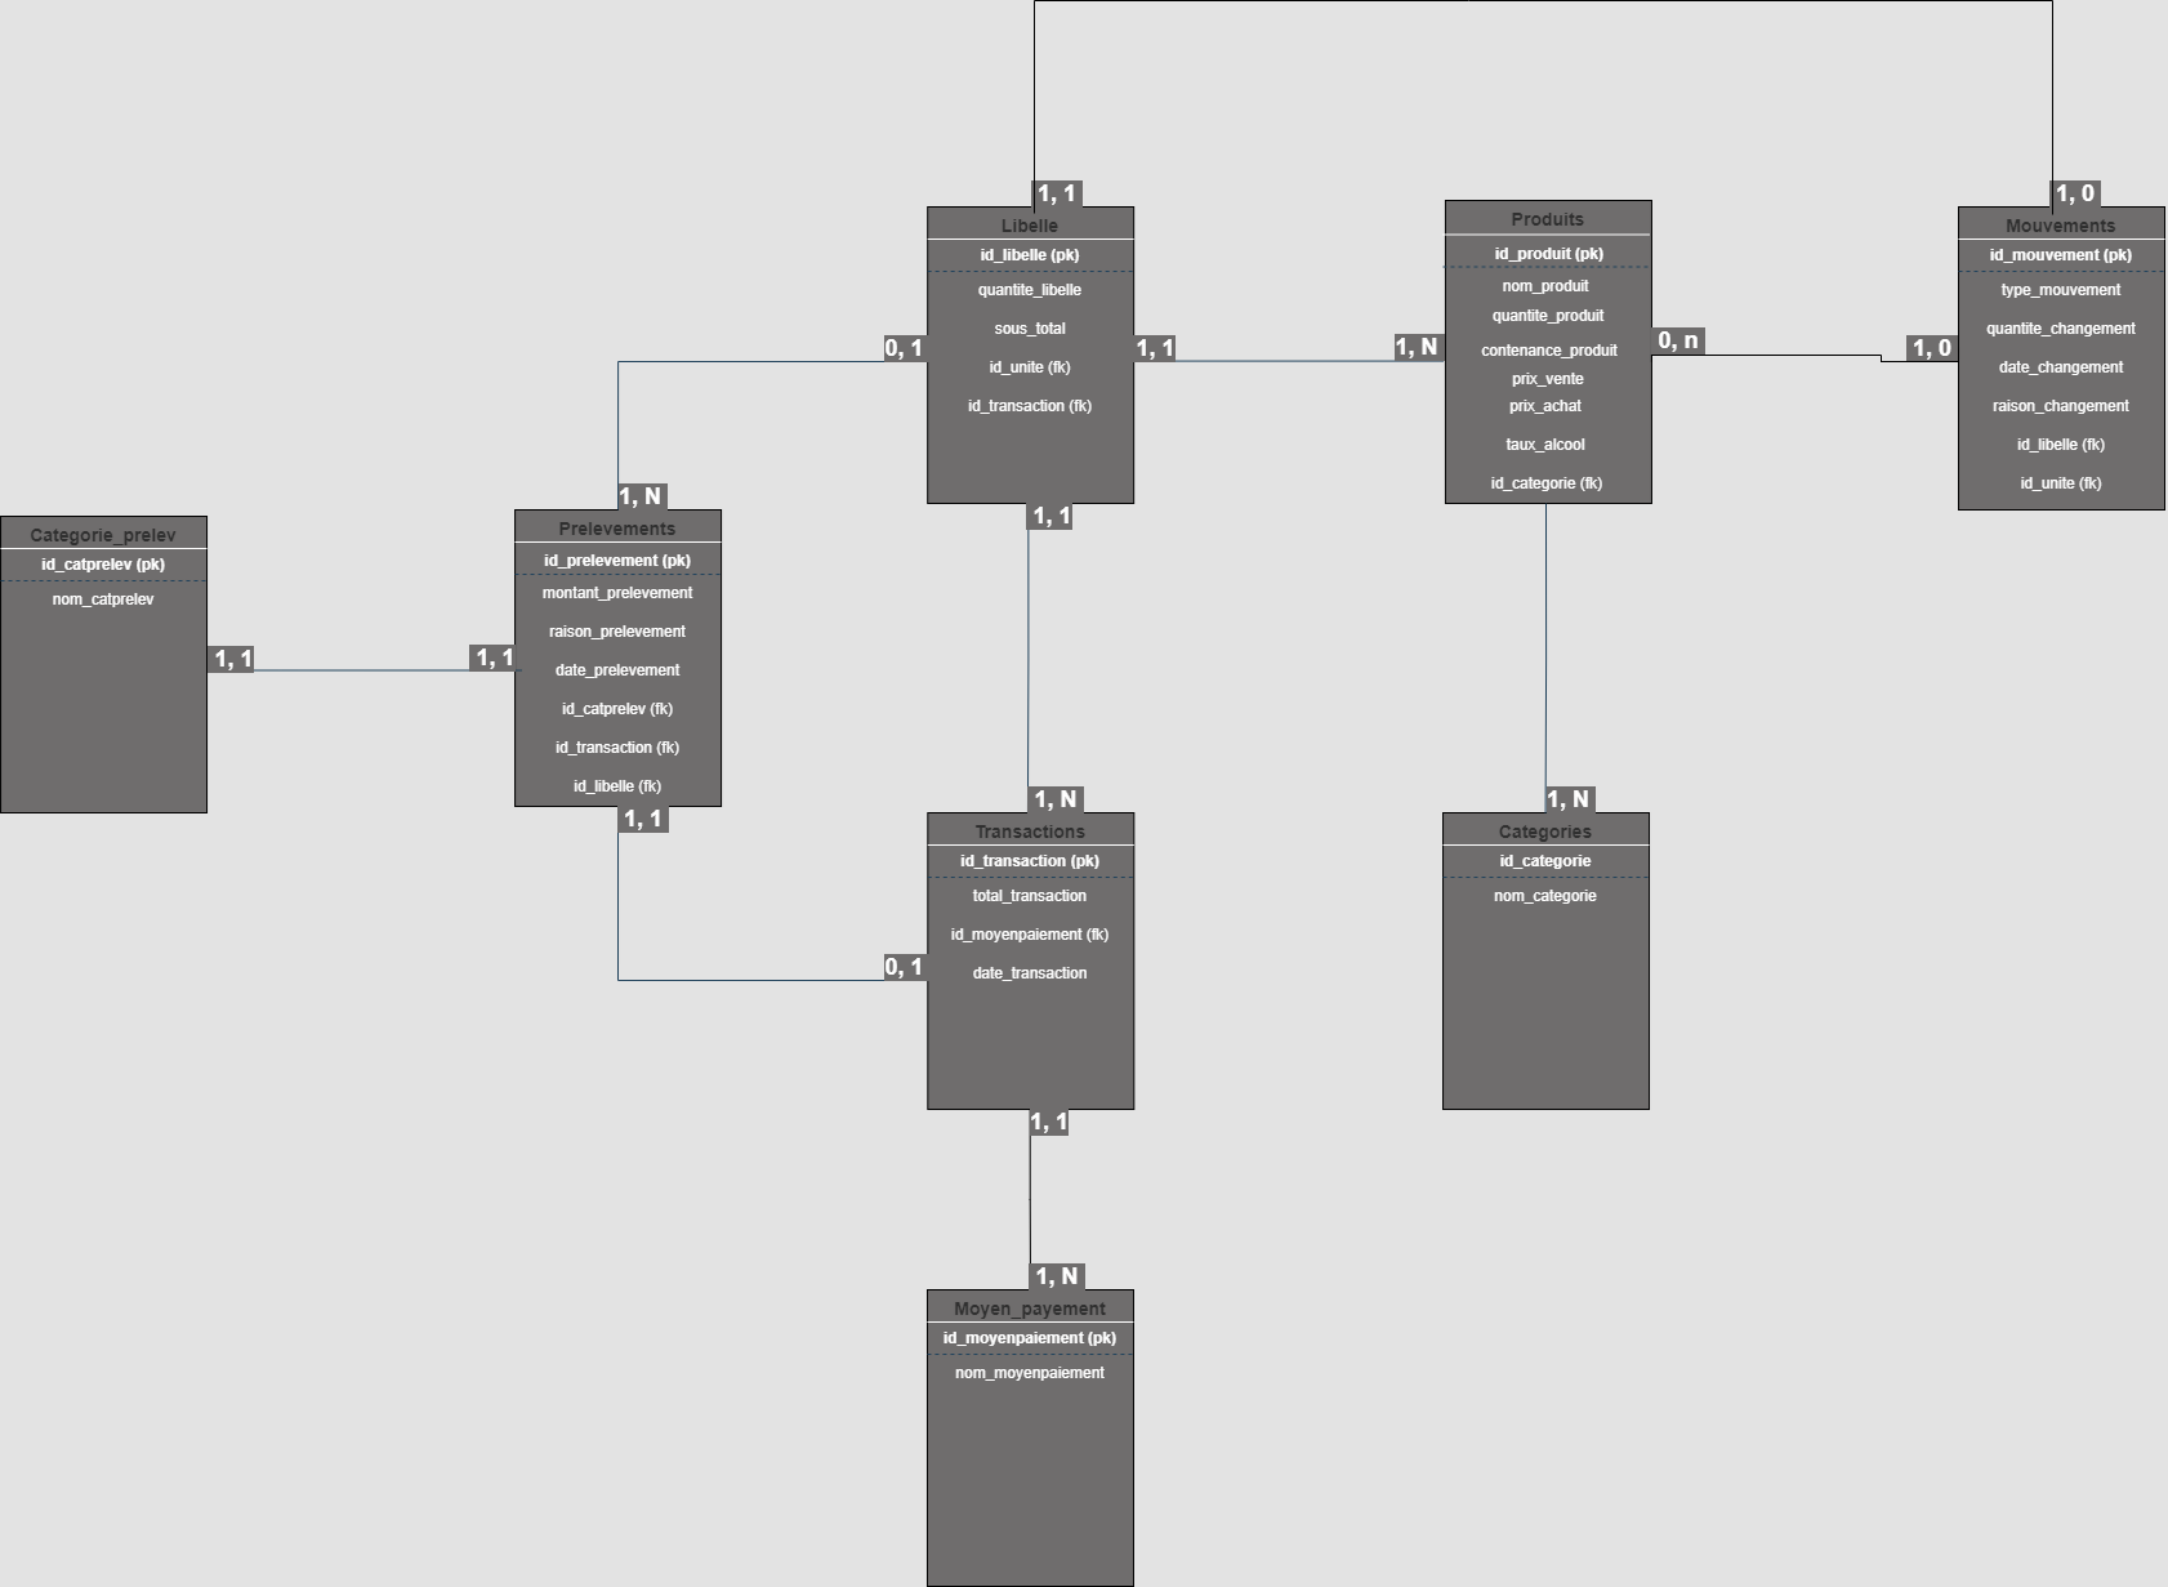 1, 1
Libelle
id_libelle (pk)
quantite_libelle
sous_total
id_unite (fk)
id_transaction (fk)
0, 1
1, 1
1, 1
Produits
id_produit (pk)
nom_produit
quantite_produit
contenance_produit
prix_vente
prix_achat
taux_alcool
id_categorie (fk)
1, N
0, n
1, 0
Mouvements
id_mouvement (pk)
type_mouvement
quantite_changement
date_changement
raison_changement
id_libelle (fk)
id_unite (fk)
1, 0
Categorie_prelev
id_catprelev (pk)
nom_catprelev
1, 1
1, N
Prelevements
id_prelevement (pk)
montant_prelevement
raison_prelevement
date_prelevement
id_catprelev (fk)
id_transaction (fk)
id_libelle (fk)
1, 1
1, 1
1, N
Transactions
id_transaction (pk)
total_transaction
id_moyenpaiement (fk)
date_transaction
0, 1
1, 1
1, N
Categories
id_categorie
nom_categorie
1, N
Moyen_payement
id_moyenpaiement (pk)
nom_moyenpaiement